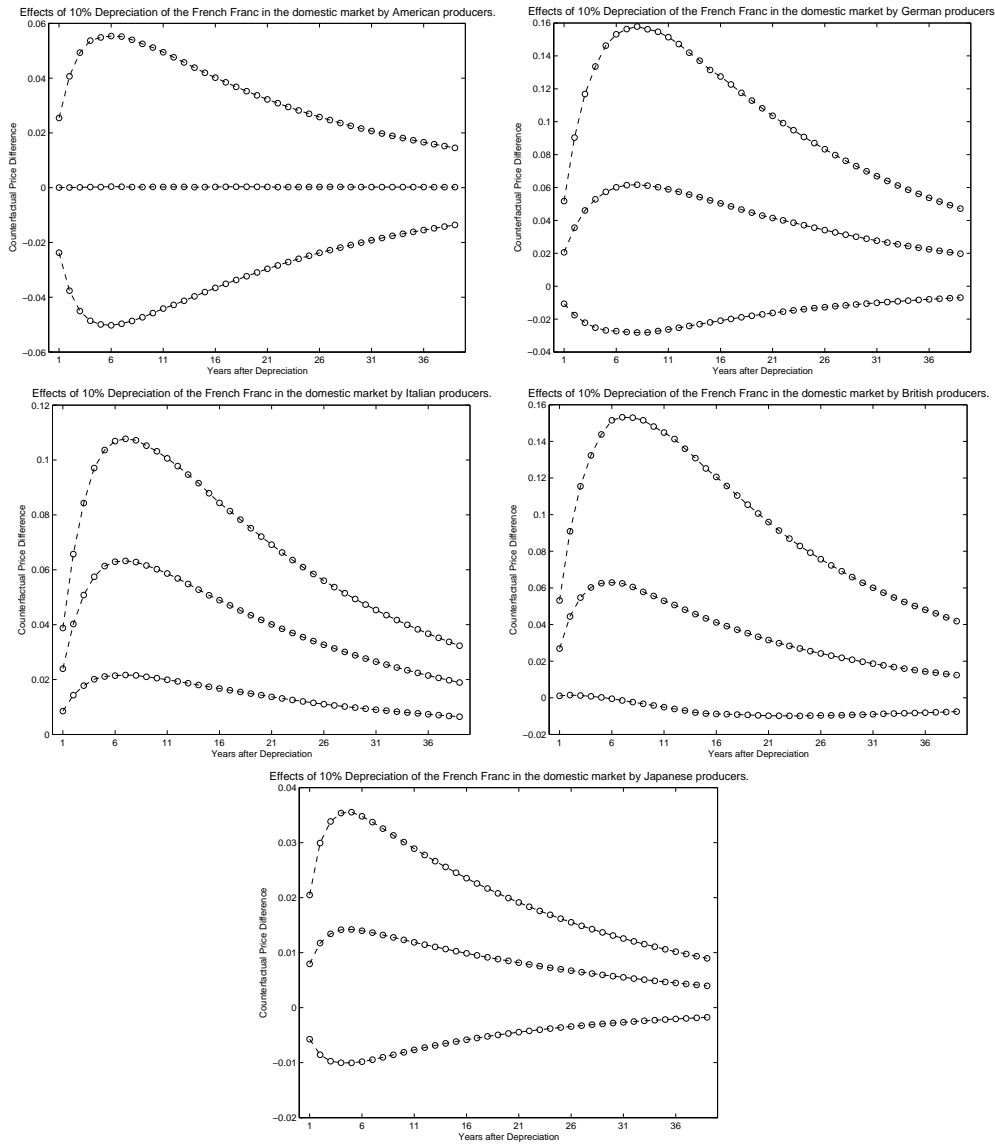 Effects of 10% Depreciation of the French Franc in the domestic market by American producers.
0.06
0.04
0.02
0
−0.02
−0.04
−0.06
Counterfactual Price Difference
1 6 11 16 21 26 31 36
Years after Depreciation
Effects of 10% Depreciation of the French Franc in the domestic market by German producers
0.16
0.14
0.12
0.1
0.08
0.06
0.04
0.02
0
−0.02
−0.04
Counterfactual Price Difference
1 6 11 16 21 26 31 36
Years after Depreciation
Effects of 10% Depreciation of the French Franc in the domestic market by Italian producers.
0.12
0.1
0.08
0.06
0.04
0.02
0
Counterfactual Price Difference
1 6 11 16 21 26 31 36
Years after Depreciation
Effects of 10% Depreciation of the French Franc in the domestic market by British producers.
0.16
0.14
0.12
0.1
0.08
0.06
0.04
0.02
0
−0.02
Counterfactual Price Difference
1 6 11 16 21 26 31 36
Years after Depreciation
Effects of 10% Depreciation of the French Franc in the domestic market by Japanese producers.
0.04
0.03
0.02
0.01
0
−0.01
−0.02
Counterfactual Price Difference
1 6 11 16 21 26 31 36
Years after Depreciation